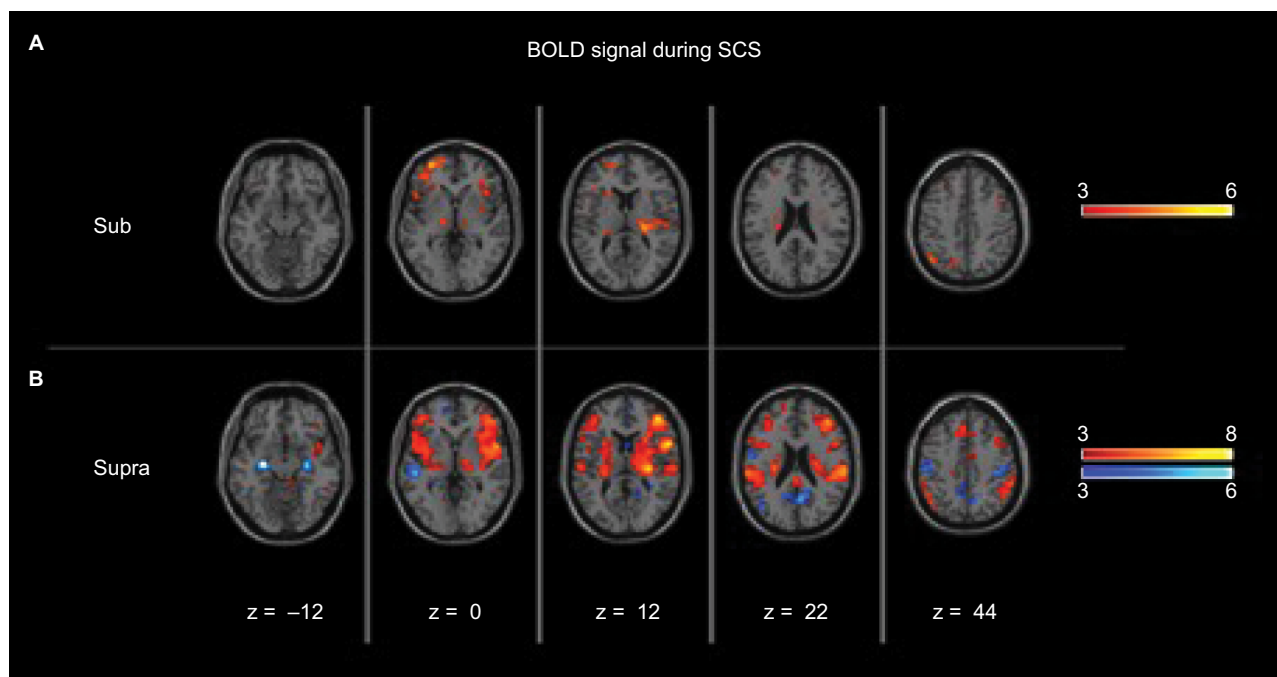 A
BOLD signal during SCS
Sub
3 6
B
Supra
3 8
3 6
z = –12 z = 0 z = 12 z = 22 z = 44